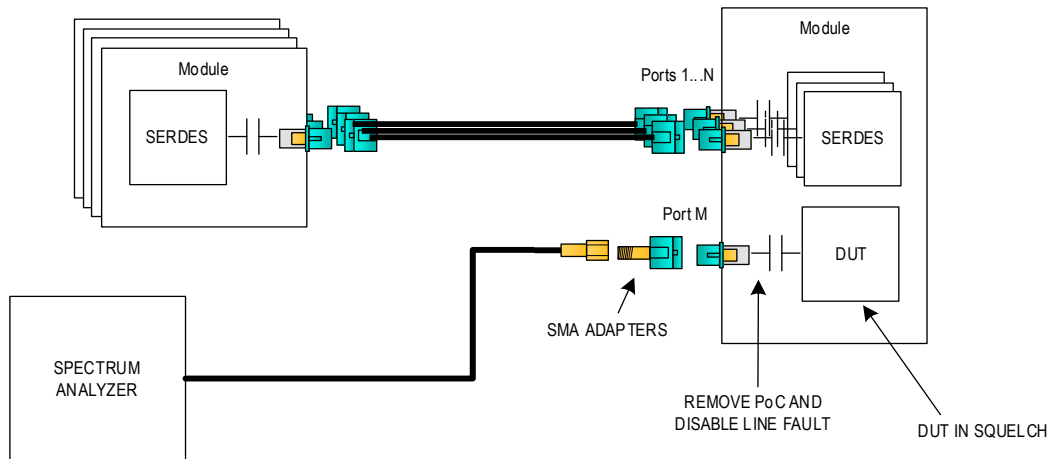 Module
SERDES
Ports 1...N
Module
SERDES
Port M
DUT
SMA ADAPTERS
SPECTRUM
ANALYZER
REMOVE PoC AND
DISABLE LINE FAULT
DUT IN SQUELCH